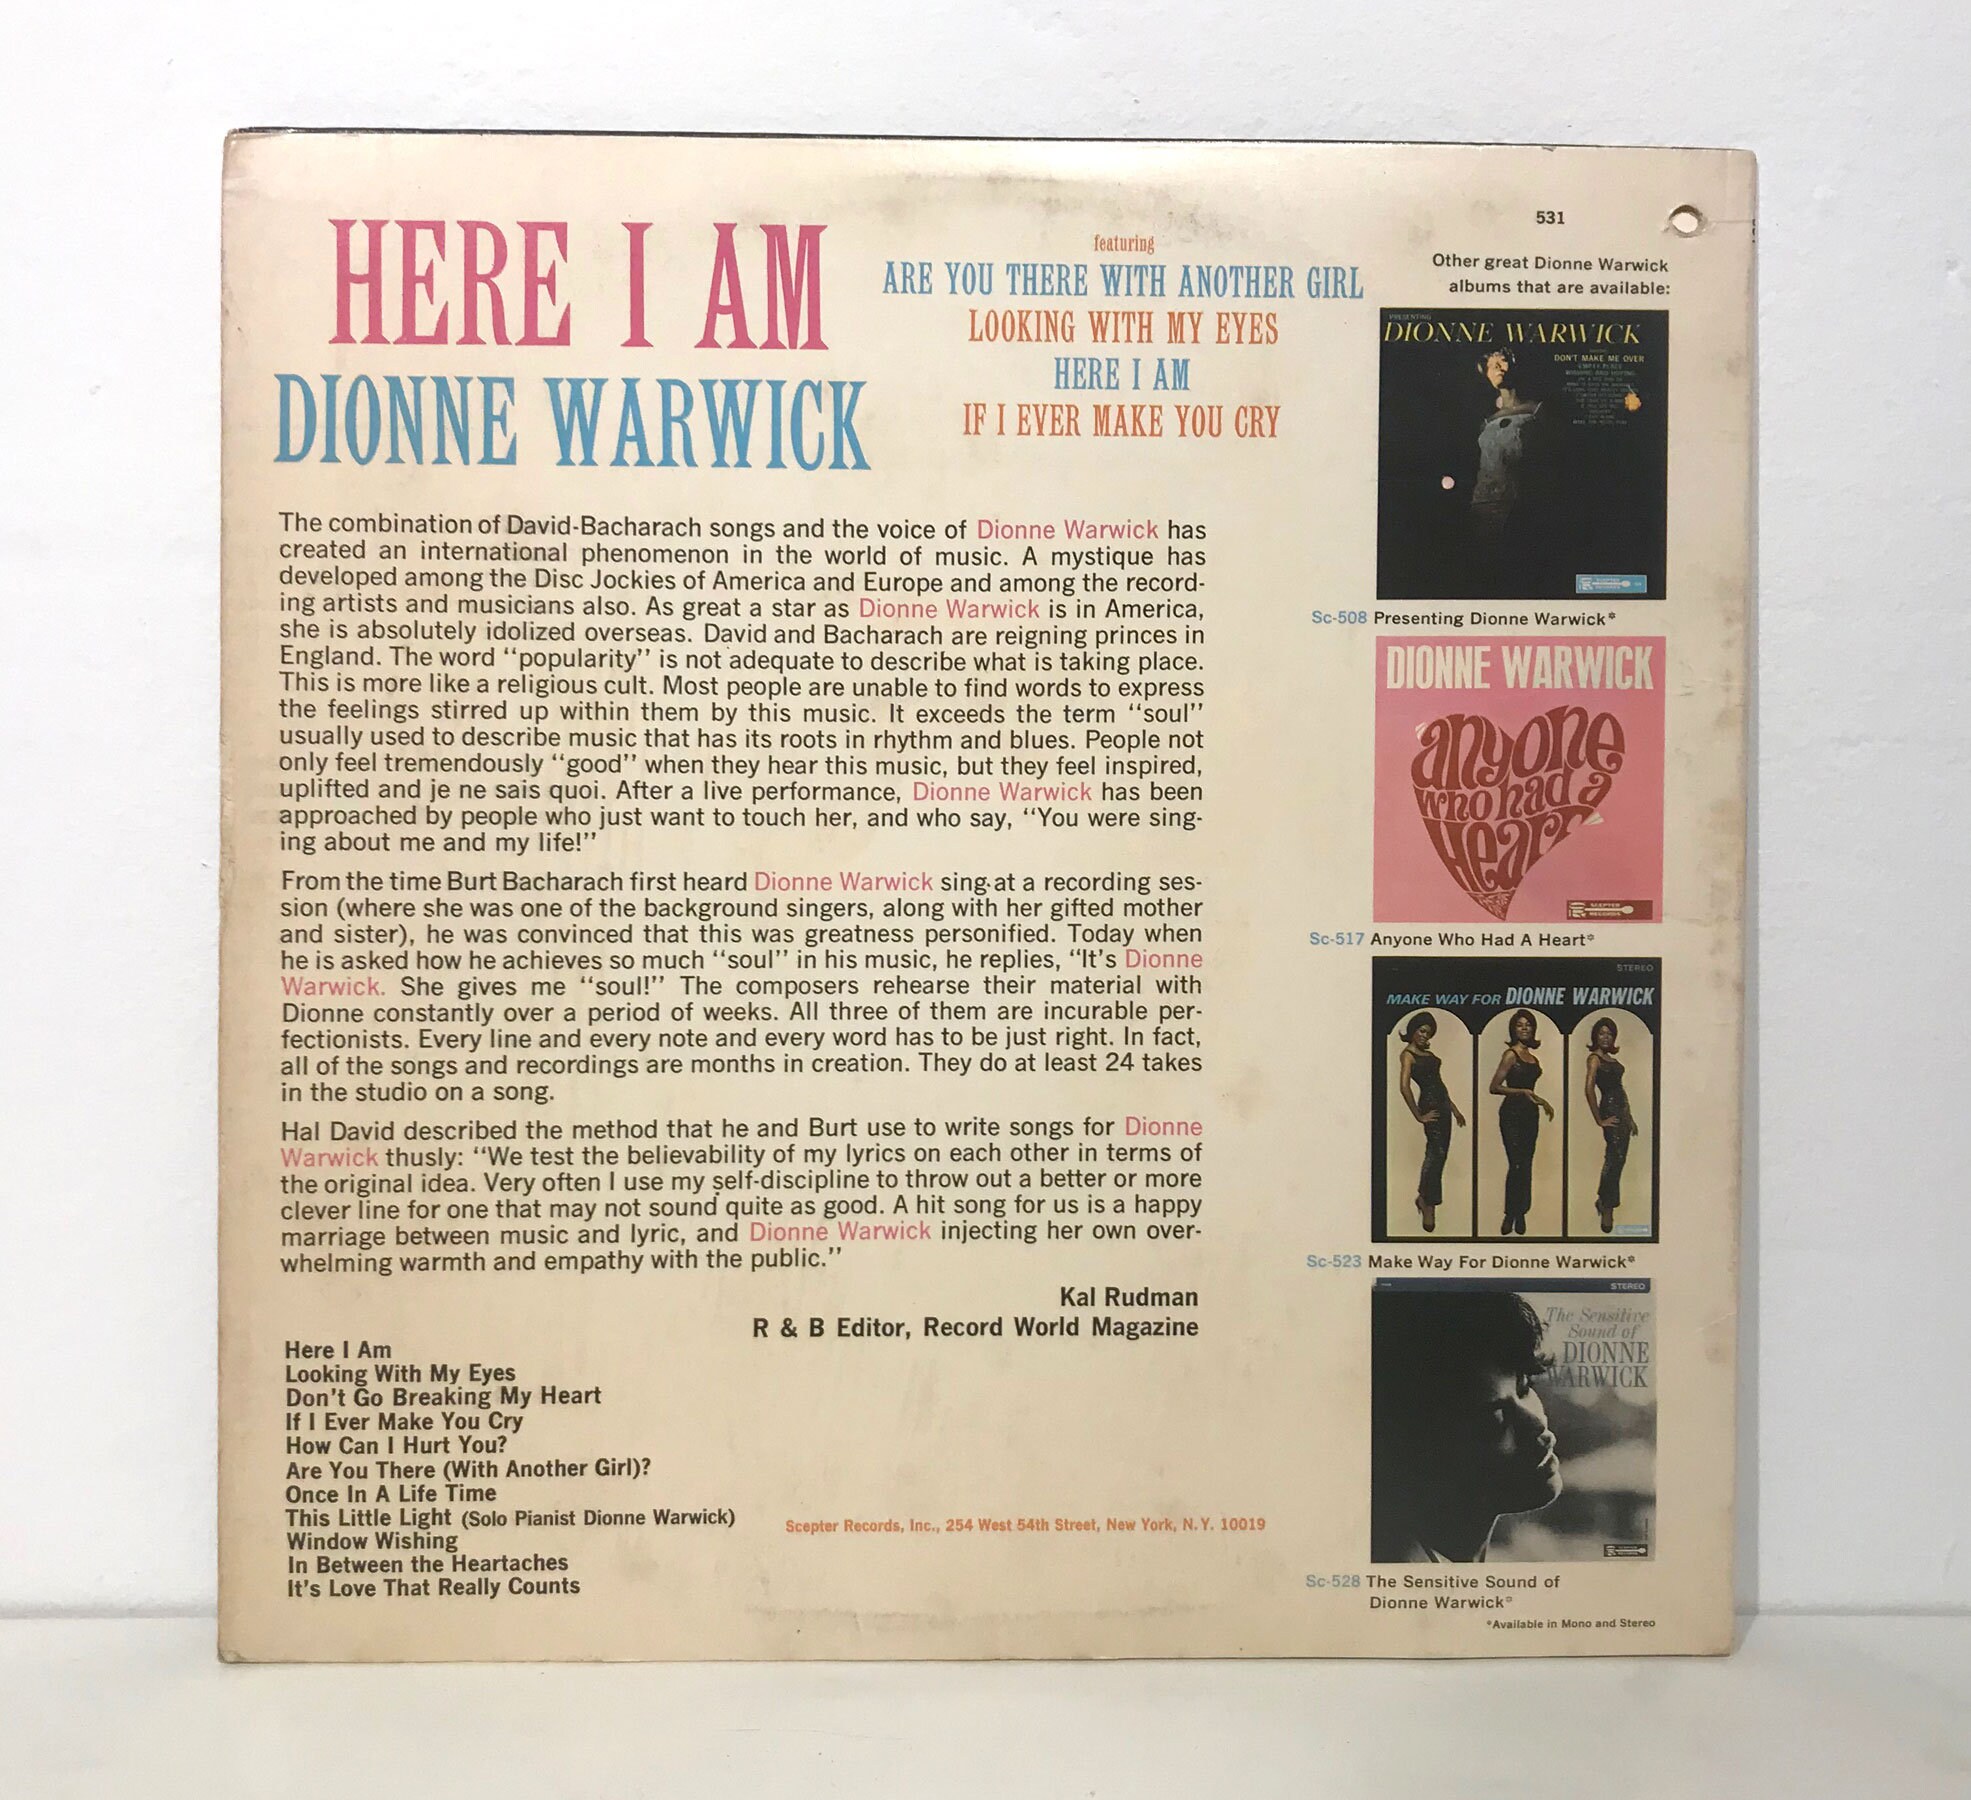 HERE I AM
DIONNE WARWICK
featuring
ARE YOU THERE WITH ANOTHER GIRL
LOOKING WITH MY EYES
HERE I AM
IF I EVER MAKE YOU CRY
The combination of David-Bacharach songs and the voice of Dionne Warwick has
created an international phenomenon in the world of music. A mystique has
developed among the Disc Jockies of America and Europe and among the record-
ing artists and musicians also. As great a star as Dionne Warwick is in America,
she is absolutely idolized overseas. David and Bacharach are reigning princes in
England. The word "popularity" is not adequate to describe what is taking place.
This is more like a religious cult. Most people are unable to find words to express
the feelings stirred up within them by this music. It exceeds the term "soul"
usually used to describe music that has its roots in rhythm and blues. People not
only feel tremendously "good" when they hear this music, but they feel inspired,
uplifted and je ne sais quoi. After a live performance, Dionne Warwick has been
approached by people who just want to touch her, and who say, "You were sing-
ing about me and my life!"
From the time Burt Bacharach first heard Dionne Warwick sing at a recording ses-
sion (where she was one of the background singers, along with her gifted mother
and sister), he was convinced that this was greatness personified. Today when
he is asked how he achieves so much "soul" in his music, he replies, "It's Dionne
Warwick. She gives me "soul!" The composers rehearse their material with
Dionne constantly over a period of weeks. All three of them are incurable per-
fectionists. Every line and every note and every word has to be just right. In fact,
all of the songs and recordings are months in creation. They do at least 24 takes
in the studio on a song.
Hal David described the method that he and Burt use to write songs for Dionne
Warwick thusly: "We test the believability of my lyrics on each other in terms of
the original idea. Very often I use my self-discipline to throw out a better or more
clever line for one that may not sound quite as good. A hit song for us is a happy
marriage between music and lyric, and Dionne Warwick injecting her own over-
whelming warmth and empathy with the public."
Kal Rudman
R & B Editor, Record World Magazine
Here I Am
Looking With My Eyes
Don't Go Breaking My Heart
If I Ever Make You Cry
How Can I Hurt You?
Are You There (With Another Girl)?
Once In A Life Time
This Little Light (Solo Pianist Dionne Warwick)
Window Wishing
In Between the Heartaches
It's Love That Really Counts
Scepter Records, Inc., 254 West 54th Street, New York, N.Y. 10019
531
Other great Dionne Warwick
albums that are available:
PRESENTING
DIONNE WARWICK
DON'T MAKE ME OVER
Sc-508 Presenting Dionne Warwick*
DIONNE WARWICK
anyone
who had a
Heart
SCEPTER
RECORDS
Sc-517 Anyone Who Had A Heart*
STEREO
MAKE WAY FOR DIONNE WARWICK
Sc-523 Make Way For Dionne Warwick*
STEREO
The Sensitive
Sound of
DIONNE
WARWICK
Sc-528 The Sensitive Sound of
Dionne Warwick*
*Available in Mono and Stereo